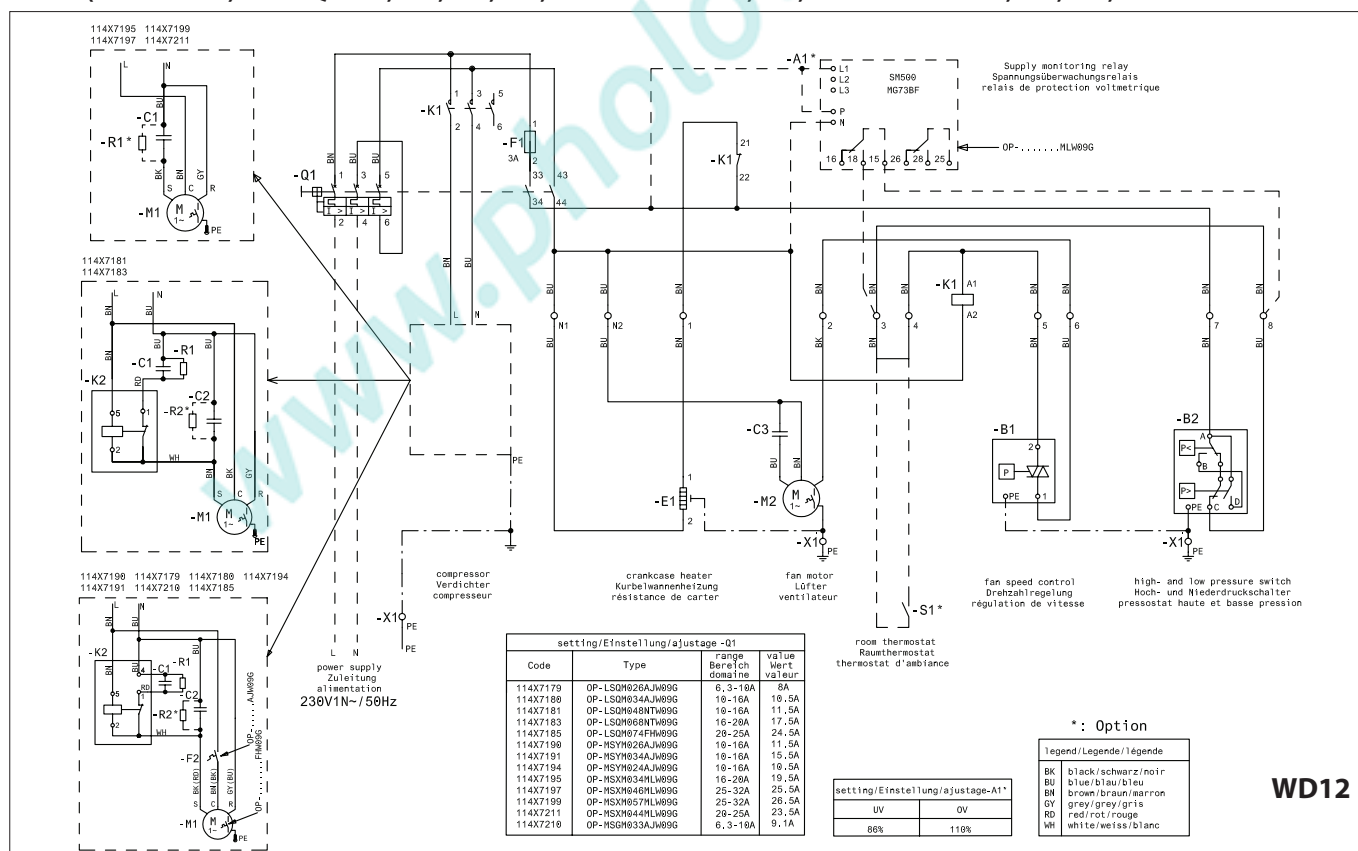 114X7195 114X7199
114X7197 114X7211
L N
BU
-C1
-R1*
BK BN GY
S C R
-M1 M 1~
PE
114X7181
114X7183
L N
BN BU
-R1
-C1
BU
-K2
RD
-C2
-R2*
5 1
2
WH
BN BK GY
S C R
-M1 M 1~
PE
114X7190 114X7179 114X7180 114X7194
114X7191 114X7210 114X7185
L N
BN BU
-K2
4
-R1
-C1
RD
-C2
5 1
-R2*
2
WH
OP-.......AJW09G
-F2
OP-.......FHW09G
BK(RD) BN(BK) GY(BU)
S C R
-M1 M 1~
PE
-Q1
BN BU BU
1 3 5
I > I > I >
2 4 6
-K1
1 3 5
2 4 6
-F1
3A
1
2
33 43
34 44
BN BU
L N
PE
compressor
Verdichter
compresseur
-X1
PE
PE
L N
power supply
Zuleitung
alimentation
230V1N~/50Hz
-K1
21
22
-A1*
L1
L2
L3
P
N
SM500
MG73BF
16 18 15 26 28 25
Supply monitoring relay
Spannungsüberwachungsrelais
relais de protection voltmetrique
OP-.......MLW09G
BU BU BN BN BN BN BN BN BN BN
-K1 A1
A2
N1 N2 1 2 3 4 5 6 7 8
BU BU BN BK BN BN BN BU BN BU
-C3
BU BN
-M2 M 1~
-E1
1
2
-X1
PE
crankcase heater
Kurbelwannenheizung
résistance de carter
fan motor
Lüfter
ventilateur
-S1*
room thermostat
Raumthermostat
thermostat d'ambiance
-B1
2
P
PE 1
fan speed control
Drehzahlregelung
régulation de vitesse
-B2
A
P<
B
P>
D
PE C
-X1
PE
high- and low pressure switch
Hoch- und Niederdruckschalter
pressostat haute et basse pression
setting/Einstellung/ajustage -Q1
Code Type range Bereich domaine value Wert valeur
114X7179 OP-LSQM026AJW09G 6,3-10A 8A
114X7180 OP-LSQM034AJW09G 10-16A 10.5A
114X7181 OP-LSQM048NTW09G 10-16A 11,5A
114X7183 OP-LSQM068NTW09G 16-20A 17.5A
114X7185 OP-LSQM074FHW09G 20-25A 24.5A
114X7190 OP-MSYM026AJW09G 10-16A 11,5A
114X7191 OP-MSYM034AJW09G 10-16A 15.5A
114X7194 OP-MSYM024AJW09G 10-16A 10.5A
114X7195 OP-MSXM034MLW09G 16-20A 19,5A
114X7197 OP-MSXM046MLW09G 25-32A 25.5A
114X7199 OP-MSXM057MLW09G 25-32A 26.5A
114X7211 OP-MSXM044MLW09G 20-25A 23,5A
114X7210 OP-MSGM033AJW09G 6,3-10A 9.1A
setting/Einstellung/ajustage-A1*
UV OV
86% 110%
*: Option
legend/Legende/légende
BK black/schwarz/noir
BU blue/blau/bleu
BN brown/braun/marron
GY grey/grey/gris
RD red/rot/rouge
WH white/weiss/blanc
WD12